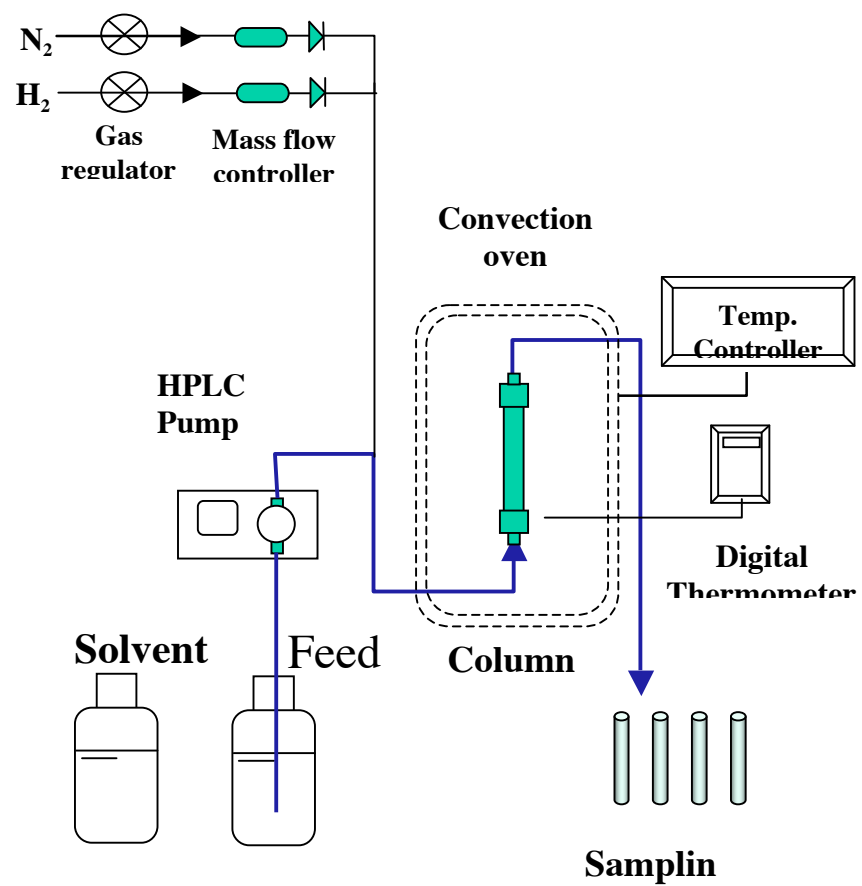 N2
H2
Gas
regulator
Mass flow
controller
Convection
oven
Temp.
Controller
HPLC
Pump
Digital
Thermometer
Solvent
Feed
Column
Samplin